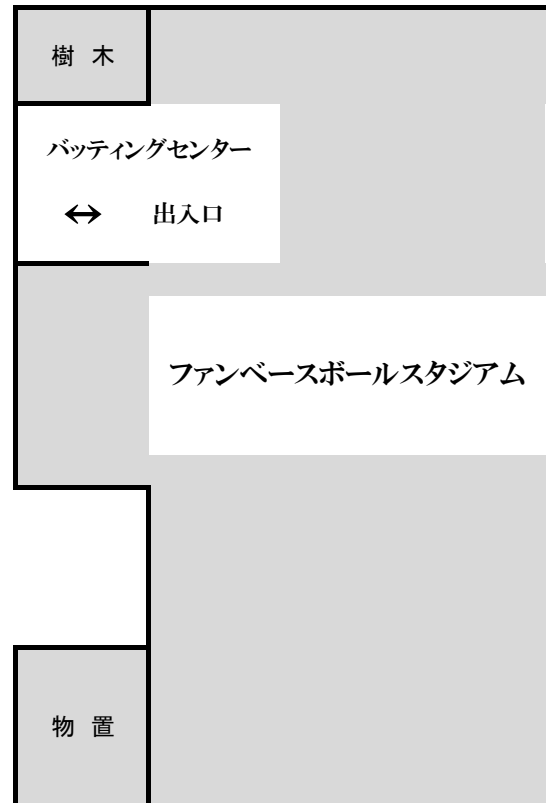 樹 木
バッティングセンター
↔ 出入口
ファンベースボールスタジアム
物 置